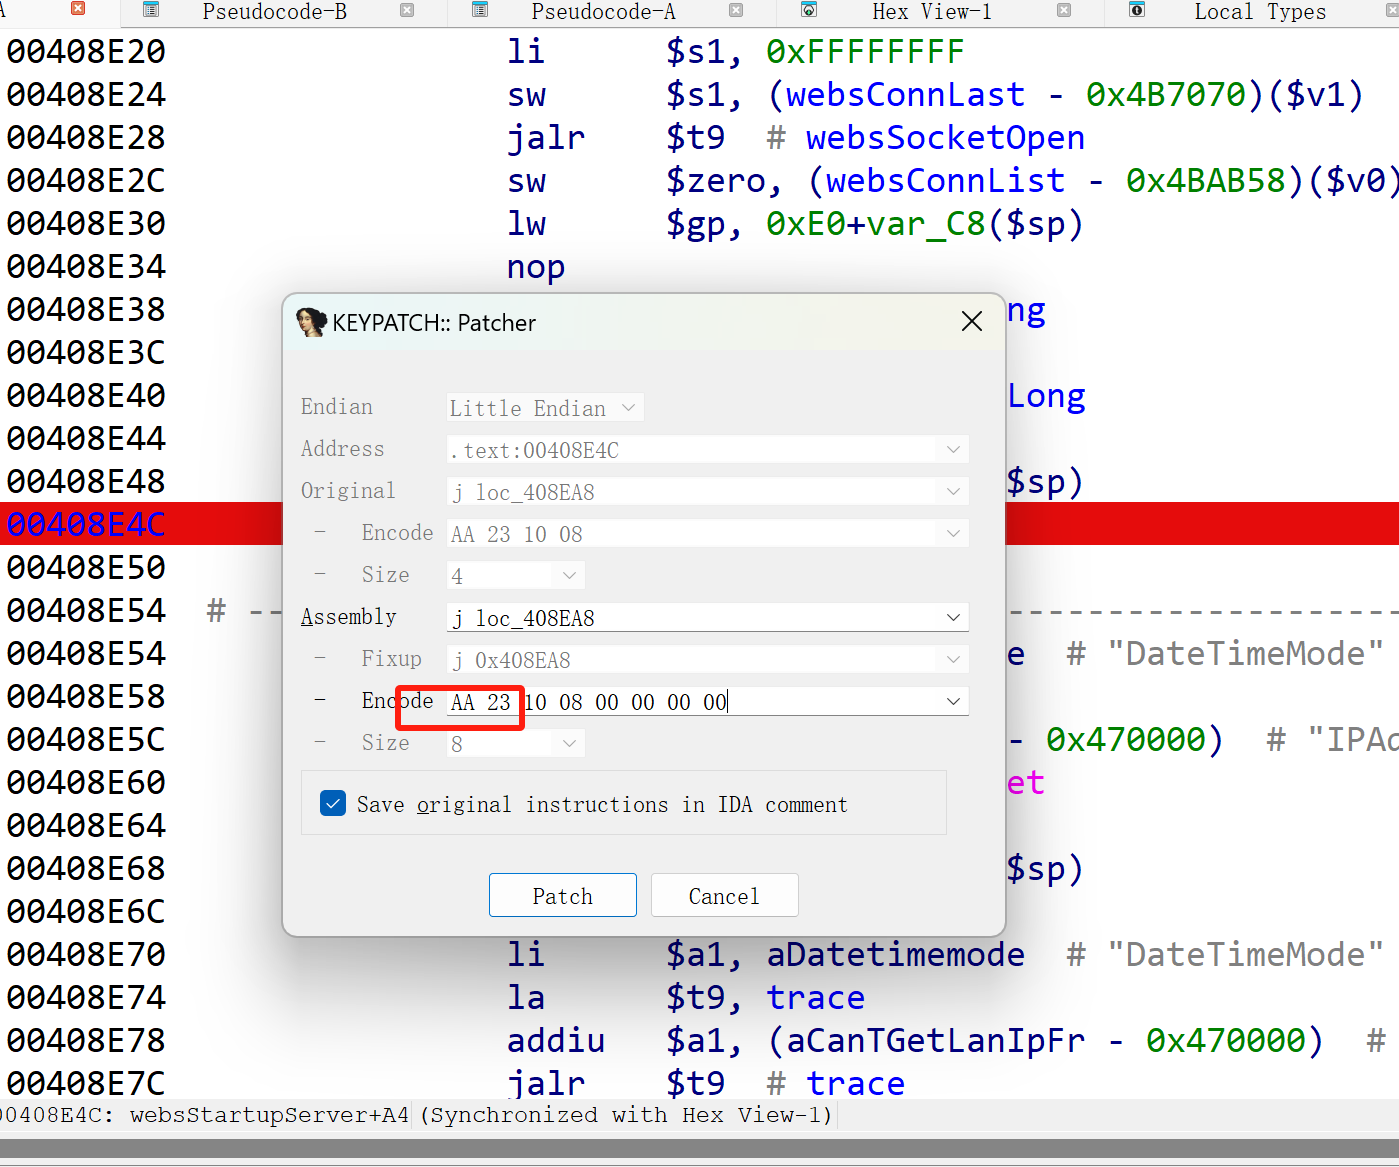 A Pseudocode-B Pseudocode-A Hex View-1 Local Types
00408E20 li $s1, 0xFFFFFFFF
00408E24 sw $s1, (websConnLast - 0x4B7070)($v1)
00408E28 jalr $t9 # websSocketOpen
00408E2C sw $zero, (websConnList - 0x4BAB58)($v0)
00408E30 lw $gp, 0xE0+var_C8($sp)
00408E34 nop
00408E38 ng
00408E3C
00408E40 Long
00408E44
00408E48 $sp)
00408E4C
00408E50
00408E54 # --------------------
00408E54 e # "DateTimeMode"
00408E58
00408E5C - 0x470000) # "IPAd
00408E60 et
00408E64
00408E68 $sp)
00408E6C
00408E70 li $a1, aDatetimemode # "DateTimeMode"
00408E74 la $t9, trace
00408E78 addiu $a1, (aCanTGetLanIpFr - 0x470000) #
00408E7C jalr $t9 # trace
KEYPATCH:: Patcher
Endian Little Endian
Address .text:00408E4C
Original j loc_408EA8
- Encode AA 23 10 08
- Size 4
Assembly j loc_408EA8
- Fixup j 0x408EA8
- Encode AA 23 10 08 00 00 00 00
- Size 8
Save original instructions in IDA comment
Patch Cancel
00408E4C: websStartupServer+A4 (Synchronized with Hex View-1)